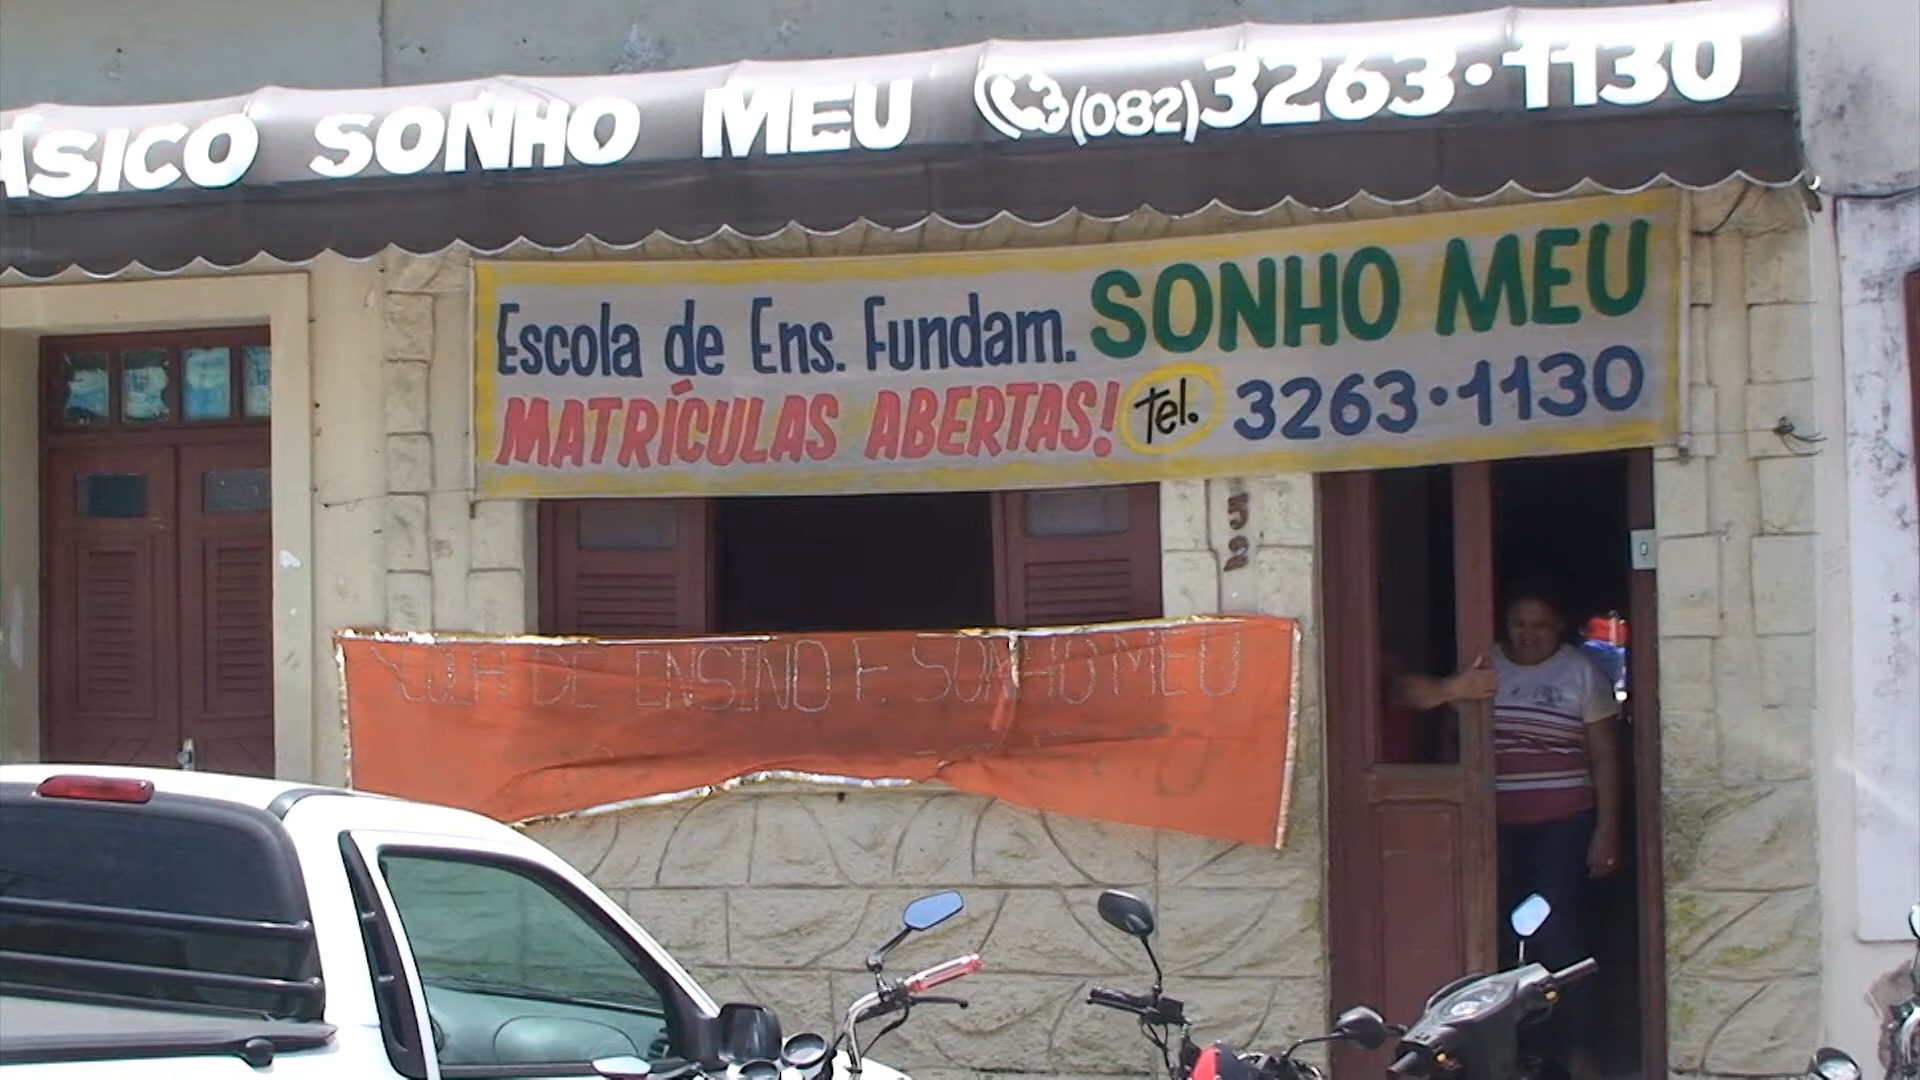 ÁSICO SONHO MEU (082)3263·1130
Escola de Ens. Fundam. SONHO MEU
MATRÍCULAS ABERTAS! tel. 3263·1130
52
DE ENSINO F. SONHO MEU